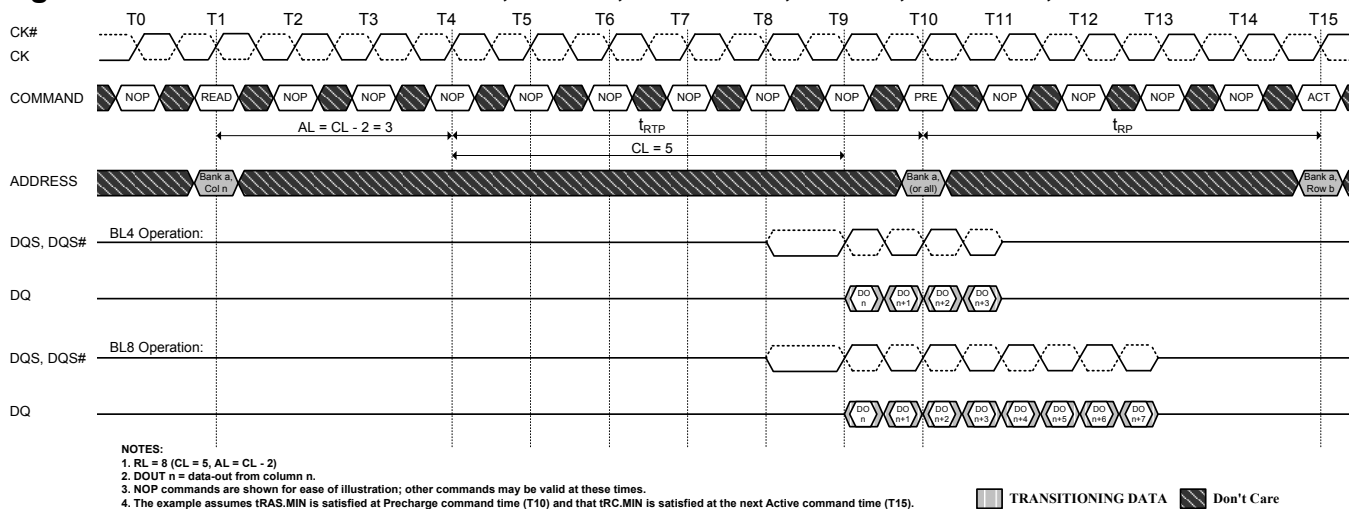 T0 T1 T2 T3 T4 T5 T6 T7 T8 T9 T10 T11 T12 T13 T14 T15
CK#
CK
COMMAND NOP READ NOP NOP NOP NOP NOP NOP NOP NOP PRE NOP NOP NOP NOP ACT
AL = CL - 2 = 3 tRTP tRP
CL = 5
ADDRESS Bank a, Col n Bank a, (or all) Bank a, Row b
BL4 Operation:
DQS, DQS#
DQ DO n DO n+1 DO n+2 DO n+3
BL8 Operation:
DQS, DQS#
DQ DO n DO n+1 DO n+2 DO n+3 DO n+4 DO n+5 DO n+6 DO n+7
NOTES:
1. RL = 8 (CL = 5, AL = CL - 2)
2. DOUT n = data-out from column n.
3. NOP commands are shown for ease of illustration; other commands may be valid at these times.
4. The example assumes tRAS.MIN is satisfied at Precharge command time (T10) and that tRC.MIN is satisfied at the next Active command time (T15).
TRANSITIONING DATA Don't Care